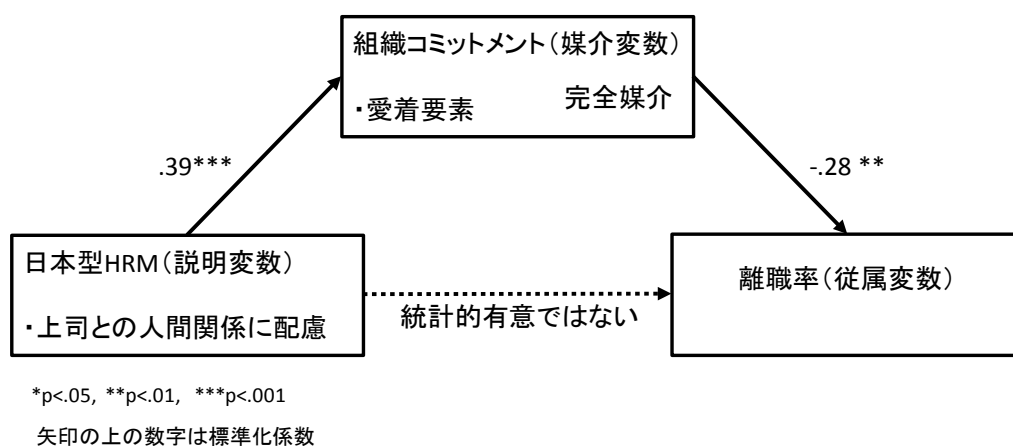 組織コミットメント（媒介変数）
・愛着要素
完全媒介
.39***
-.28 **
日本型HRM（説明変数）
・上司との人間関係に配慮
離職率（従属変数）
統計的有意ではない
*p<.05, **p<.01, ***p<.001
矢印の上の数字は標準化係数